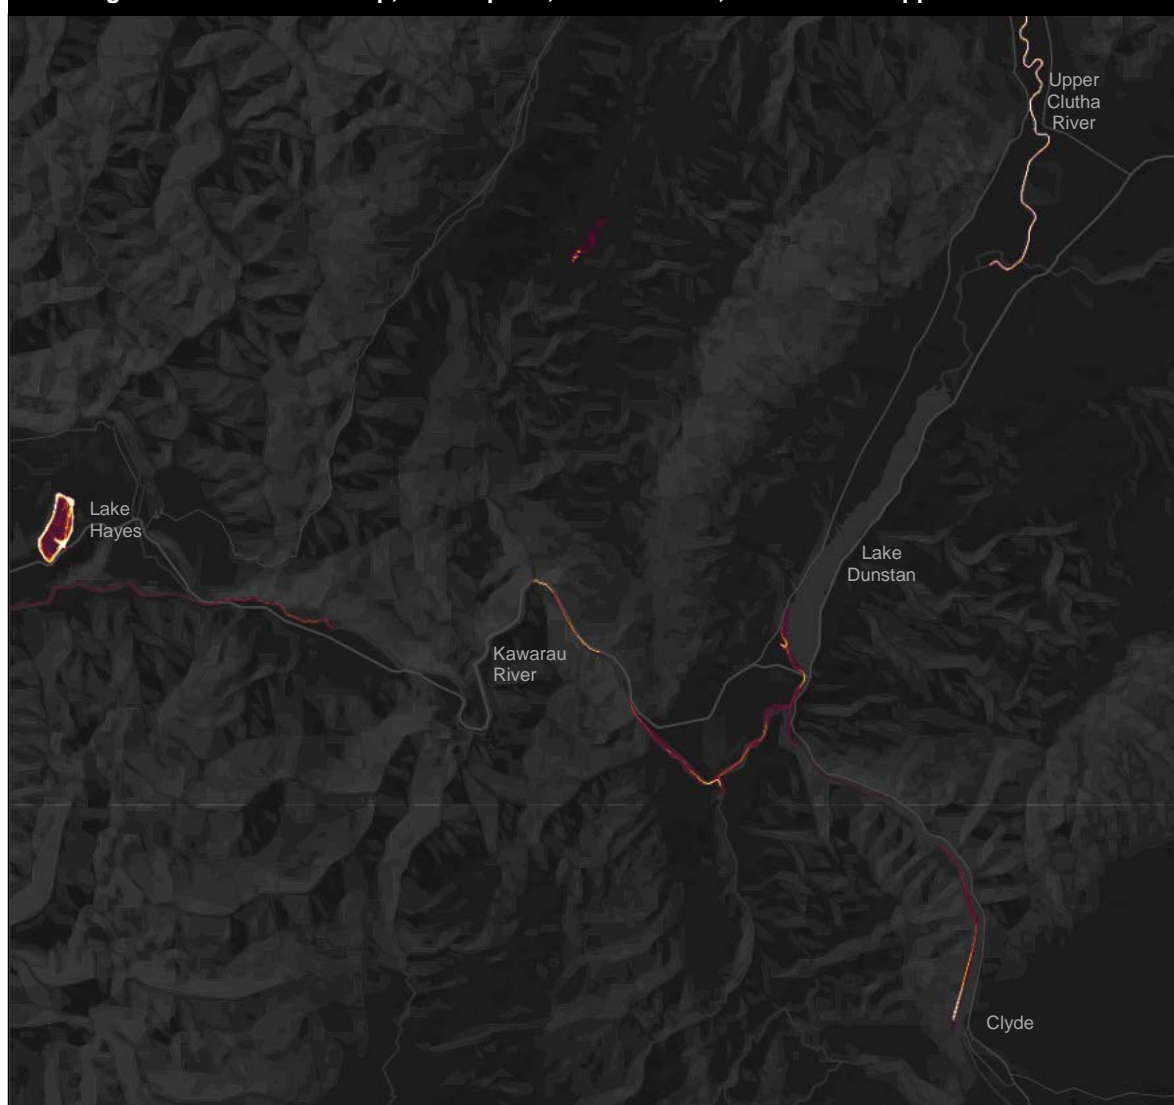 Upper
Clutha
River
Lake
Hayes
Lake
Dunstan
Kawarau
River
Clyde